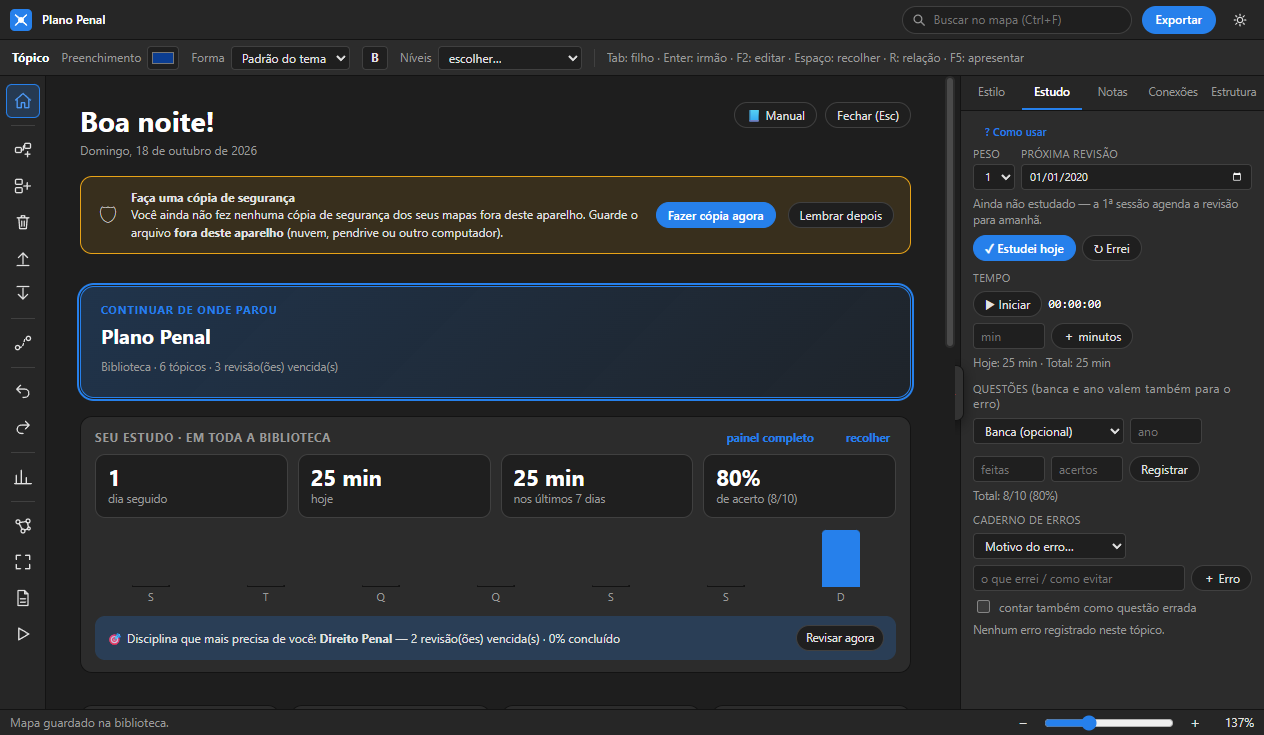 Plano Penal
Buscar no mapa (Ctrl+F)
Exportar
Tópico
Preenchimento
Forma
Padrão do tema
B
Níveis
escolher...
Tab: filho · Enter: irmão · F2: editar · Espaço: recolher · R: relação · F5: apresentar
Boa noite!
Domingo, 18 de outubro de 2026
Manual
Fechar (Esc)
Faça uma cópia de segurança
Você ainda não fez nenhuma cópia de segurança dos seus mapas fora deste aparelho. Guarde o
arquivo fora deste aparelho (nuvem, pendrive ou outro computador).
Fazer cópia agora
Lembrar depois
CONTINUAR DE ONDE PAROU
Plano Penal
Biblioteca · 6 tópicos · 3 revisão(ões) vencida(s)
SEU ESTUDO · EM TODA A BIBLIOTECA
painel completo
recolher
1
dia seguido
25 min
hoje
25 min
nos últimos 7 dias
80%
de acerto (8/10)
S
T
Q
Q
S
S
D
Disciplina que mais precisa de você: Direito Penal — 2 revisão(ões) vencida(s) · 0% concluído
Revisar agora
Estilo
Estudo
Notas
Conexões
Estrutura
? Como usar
PESO
PRÓXIMA REVISÃO
1
01/01/2020
Ainda não estudado — a 1ª sessão agenda a revisão
para amanhã.
✓ Estudei hoje
↻ Errei
TEMPO
▶ Iniciar
00:00:00
min
+ minutos
Hoje: 25 min · Total: 25 min
QUESTÕES (banca e ano valem também para o
erro)
Banca (opcional)
ano
feitas
acertos
Registrar
Total: 8/10 (80%)
CADERNO DE ERROS
Motivo do erro...
o que errei / como evitar
+ Erro
contar também como questão errada
Nenhum erro registrado neste tópico.
Mapa guardado na biblioteca.
−
+
137%